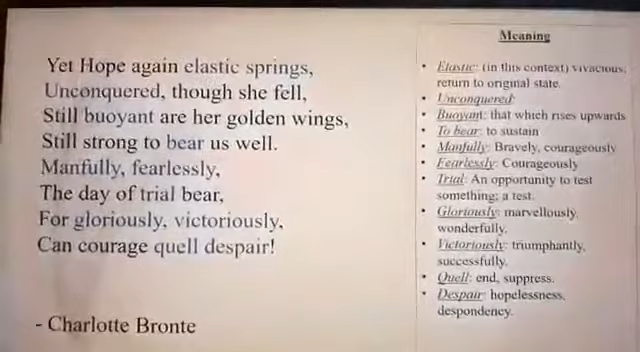 Yet Hope again elastic springs,
Unconquered, though she fell,
Still buoyant are her golden wings,
Still strong to bear us well.
Manfully, fearlessly,
The day of trial bear,
For gloriously, victoriously,
Can courage quell despair!
- Charlotte Bronte
Meaning
• Elastic: (in this context) vivacious,
return to original state.
• Unconquered:
• Buoyant: that which rises upwards
• To bear: to sustain
• Manfully: Bravely, courageously
• Fearlessly: Courageously
• Trial: An opportunity to test
something; a test.
• Gloriously: marvellously,
wonderfully.
• Victoriously: triumphantly,
successfully.
• Quell: end, suppress.
• Despair: hopelessness,
despondency.